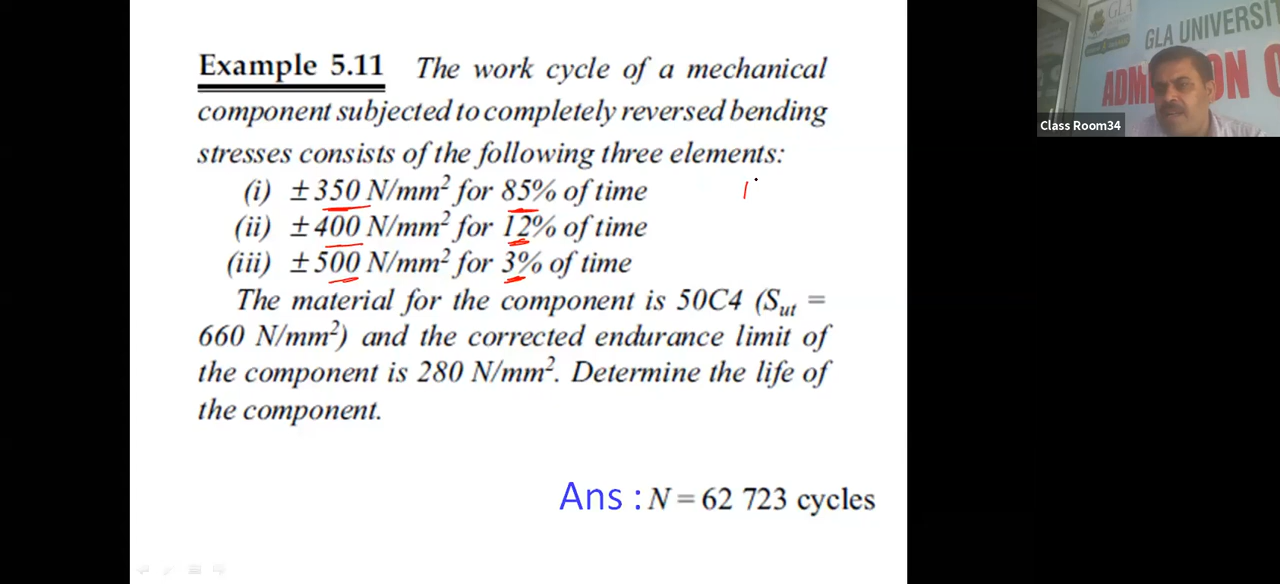 Example 5.11 The work cycle of a mechanical
component subjected to completely reversed bending
stresses consists of the following three elements:
(i) ±350 N/mm² for 85% of time
(ii) ±400 N/mm² for 12% of time
(iii) ±500 N/mm² for 3% of time
The material for the component is 50C4 (Sut =
660 N/mm²) and the corrected endurance limit of
the component is 280 N/mm². Determine the life of
the component.
Ans : N = 62 723 cycles
GLA
GLA UNIVERSIT
ADM ON
Class Room34